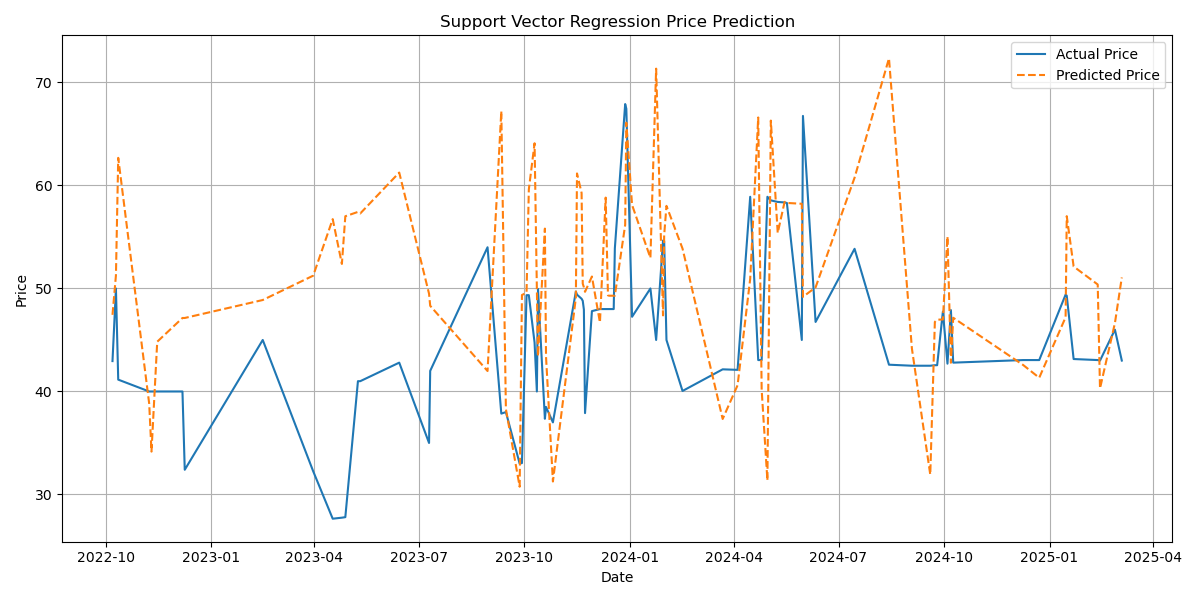 Support Vector Regression Price Prediction
Actual Price
Predicted Price
Price
70
60
50
40
30
2022-10 2023-01 2023-04 2023-07 2023-10 2024-01 2024-04 2024-07 2024-10 2025-01 2025-04
Date